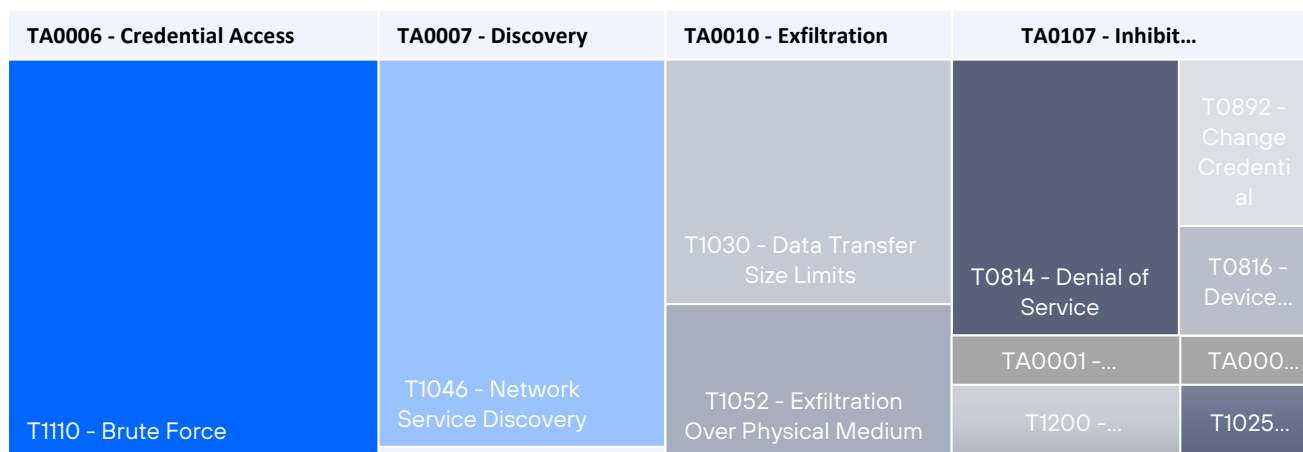 TA0006 - Credential Access
TA0007 - Discovery
TA0010 - Exfiltration
TA0107 - Inhibit...
T1110 - Brute Force
T1046 - Network
Service Discovery
T1030 - Data Transfer
Size Limits
T1052 - Exfiltration
Over Physical Medium
T0814 - Denial of
Service
T0892 -
Change
Credenti
al
T0816 -
Device...
TA0001 -...
TA000...
T1200 -...
T1025...